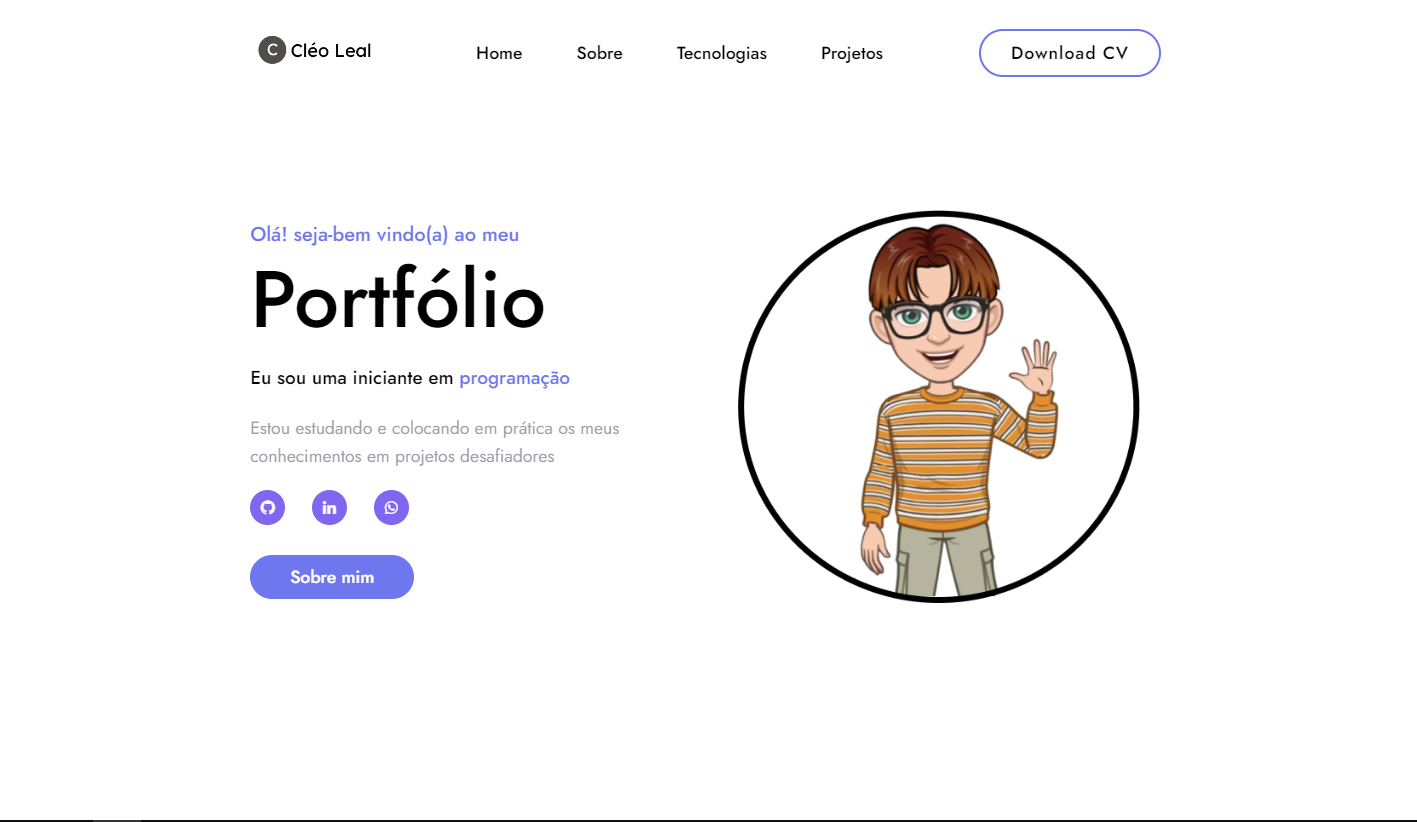 C Cléo Leal
Home Sobre Tecnologias Projetos Download CV
Olá! seja-bem vindo(a) ao meu
Portfólio
Eu sou uma iniciante em programação
Estou estudando e colocando em prática os meus
conhecimentos em projetos desafiadores
in
Sobre mim